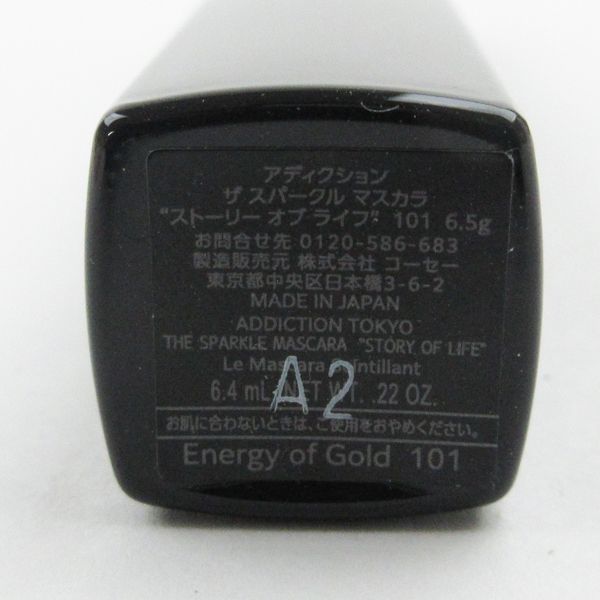 アディクション
ザ スパークル マスカラ
"ストーリー オブ ライフ" 101 6.5g
お問合せ先 0120-586-683
製造販売元 株式会社 コーセー
東京都中央区日本橋3-6-2
MADE IN JAPAN
ADDICTION TOKYO
THE SPARKLE MASCARA "STORY OF LIFE"
Le Mascara
6.4 mL NET WT. .22 OZ.
A2
お肌に合わないときは、ご使用をおやめください。
Energy of Gold 101